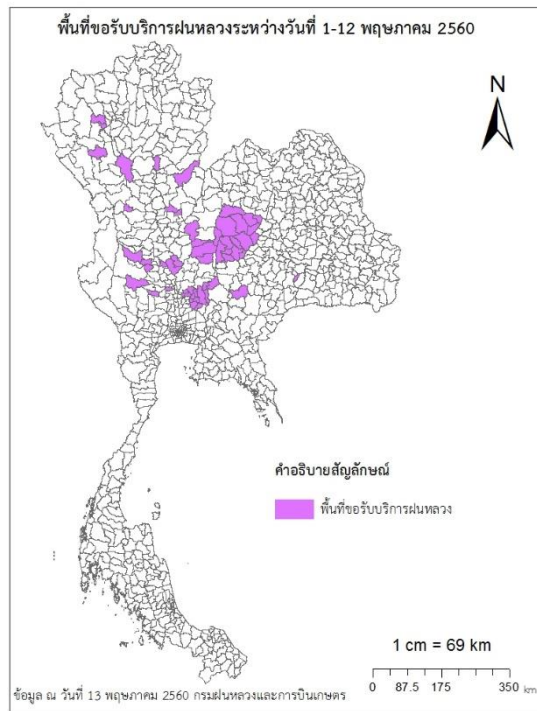 พื้นที่ขอรับบริการฝนหลวงระหว่างวันที่ 1-12 พฤษภาคม 2560
N
คำอธิบายสัญลักษณ์
พื้นที่ขอรับบริการฝนหลวง
1 cm = 69 km
0 87.5 175 350 km
ข้อมูล ณ วันที่ 13 พฤษภาคม 2560 กรมฝนหลวงและการบินเกษตร